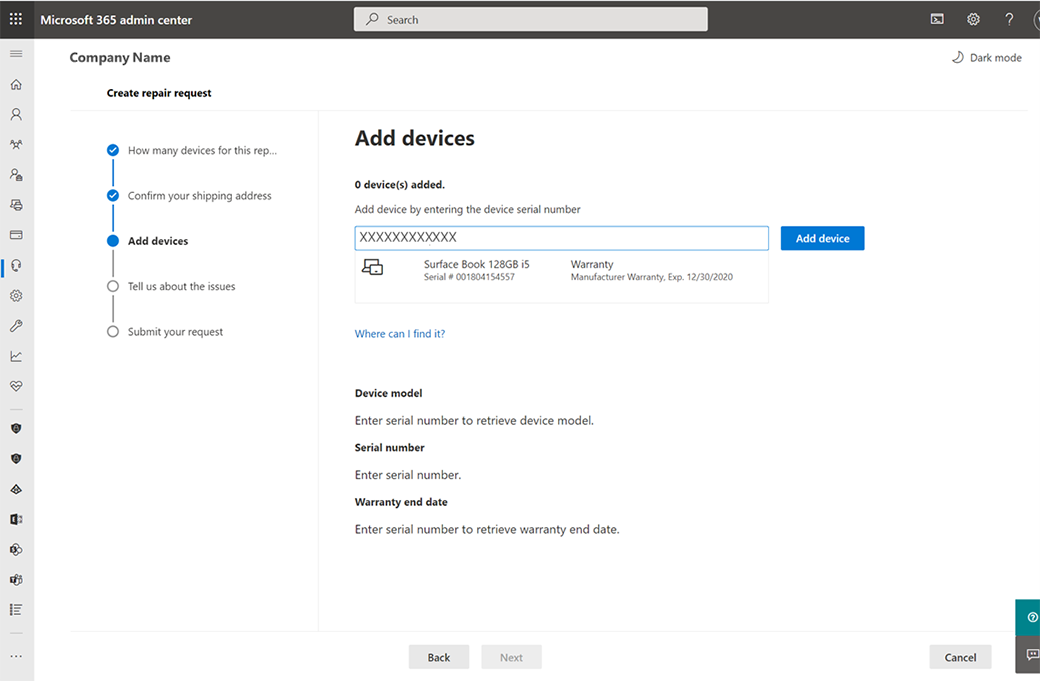 Microsoft 365 admin center
Search
Company Name
Dark mode
Create repair request
How many devices for this rep...
Confirm your shipping address
Add devices
Tell us about the issues
Submit your request
Add devices
0 device(s) added.
Add device by entering the device serial number
XXXXXXXXXXXX
Add device
Surface Book 128GB i5
Serial # 001804154557
Warranty
Manufacturer Warranty, Exp. 12/30/2020
Where can I find it?
Device model
Enter serial number to retrieve device model.
Serial number
Enter serial number.
Warranty end date
Enter serial number to retrieve warranty end date.
Back
Next
Cancel